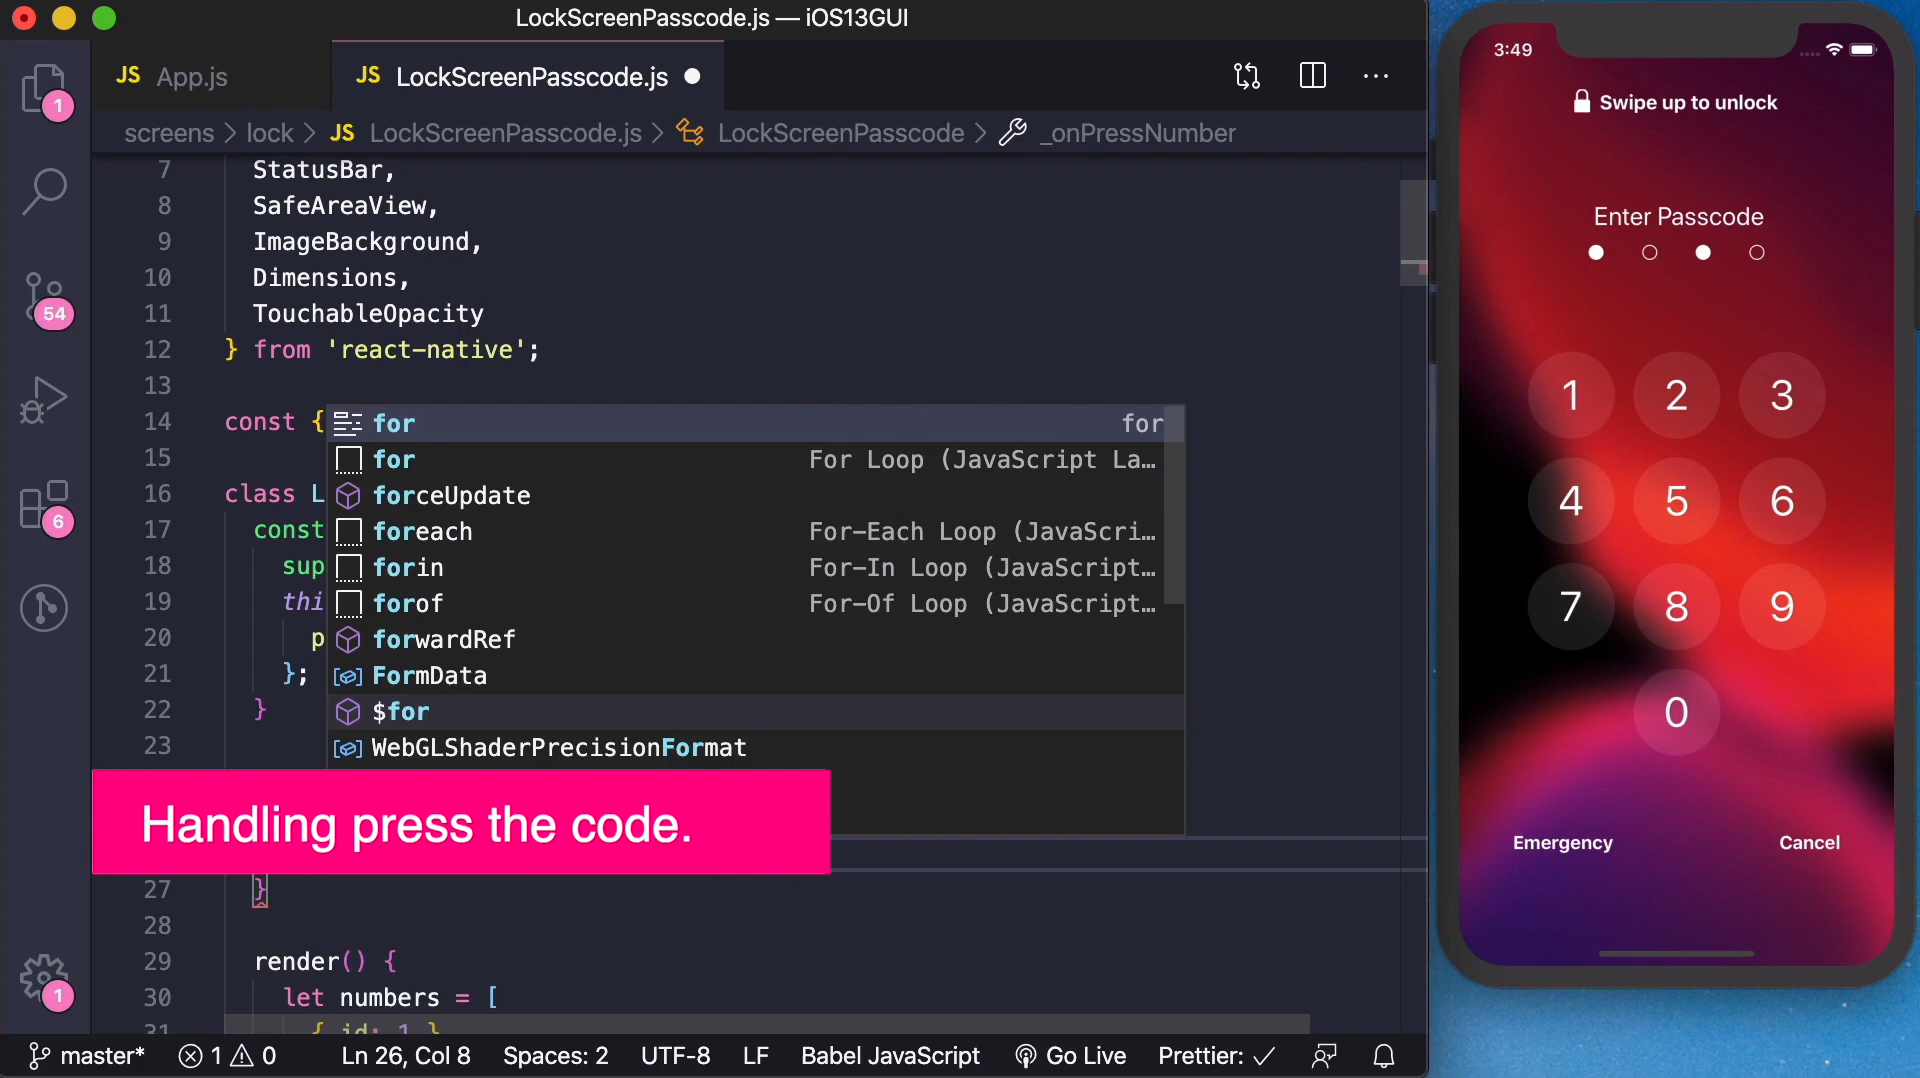 LockScreenPasscode.js — iOS13GUI
JS App.js
JS LockScreenPasscode.js
screens > lock > JS LockScreenPasscode.js > LockScreenPasscode > _onPressNumber
1
54
6
1
7 StatusBar,
8 SafeAreaView,
9 ImageBackground,
10 Dimensions,
11 TouchableOpacity
12 } from 'react-native';
13
14 const {
15
16 class L
17 const
18 sup
19 thi
20 p
21 };
22 }
23
for for
for For Loop (JavaScript La…
forceUpdate
foreach For-Each Loop (JavaScri…
forin For-In Loop (JavaScript…
forof For-Of Loop (JavaScript…
forwardRef
FormData
$for
WebGLShaderPrecisionFormat
Handling press the code.
27 }
28
29 render() {
30 let numbers = [
31 { id: 1 }
master* 1 0 Ln 26, Col 8 Spaces: 2 UTF-8 LF Babel JavaScript Go Live Prettier: ✓
3:49
Swipe up to unlock
Enter Passcode
1 2 3
4 5 6
7 8 9
0
Emergency Cancel